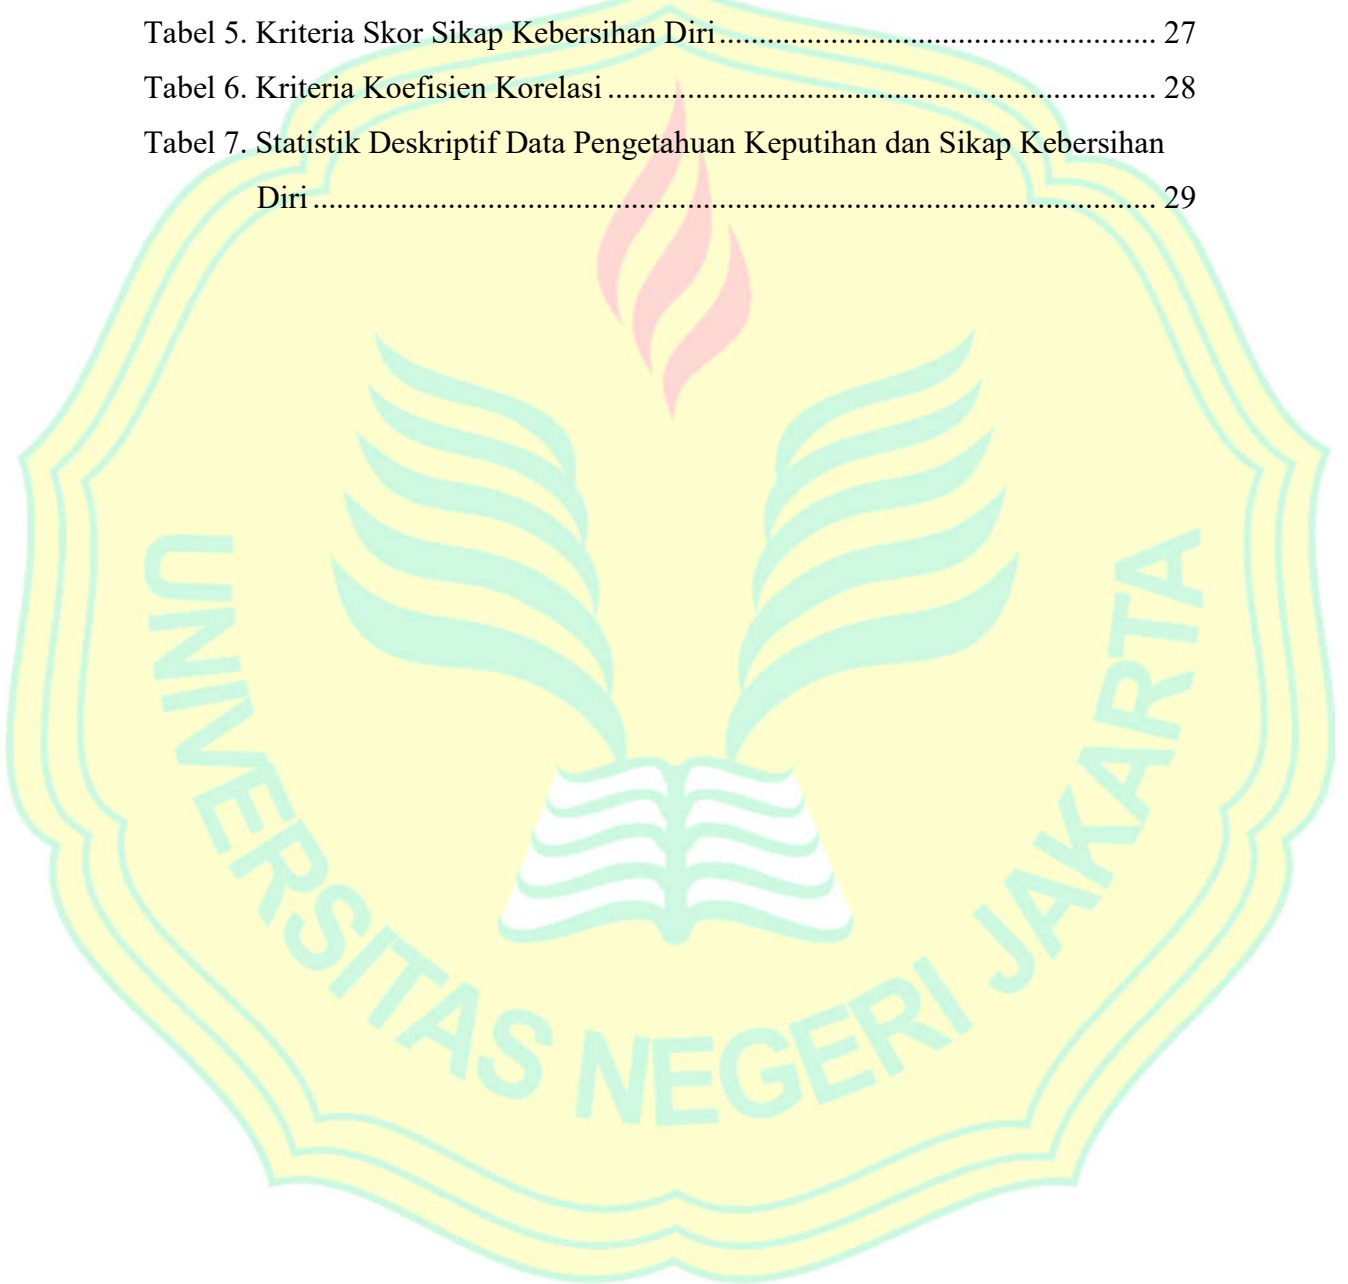 Tabel 5. Kriteria Skor Sikap Kebersihan Diri ....................................................... 27
Tabel 6. Kriteria Koefisien Korelasi ..................................................................... 28
Tabel 7. Statistik Deskriptif Data Pengetahuan Keputihan dan Sikap Kebersihan
Diri .......................................................................................................... 29
UNIVERSITAS NEGERI JAKARTA